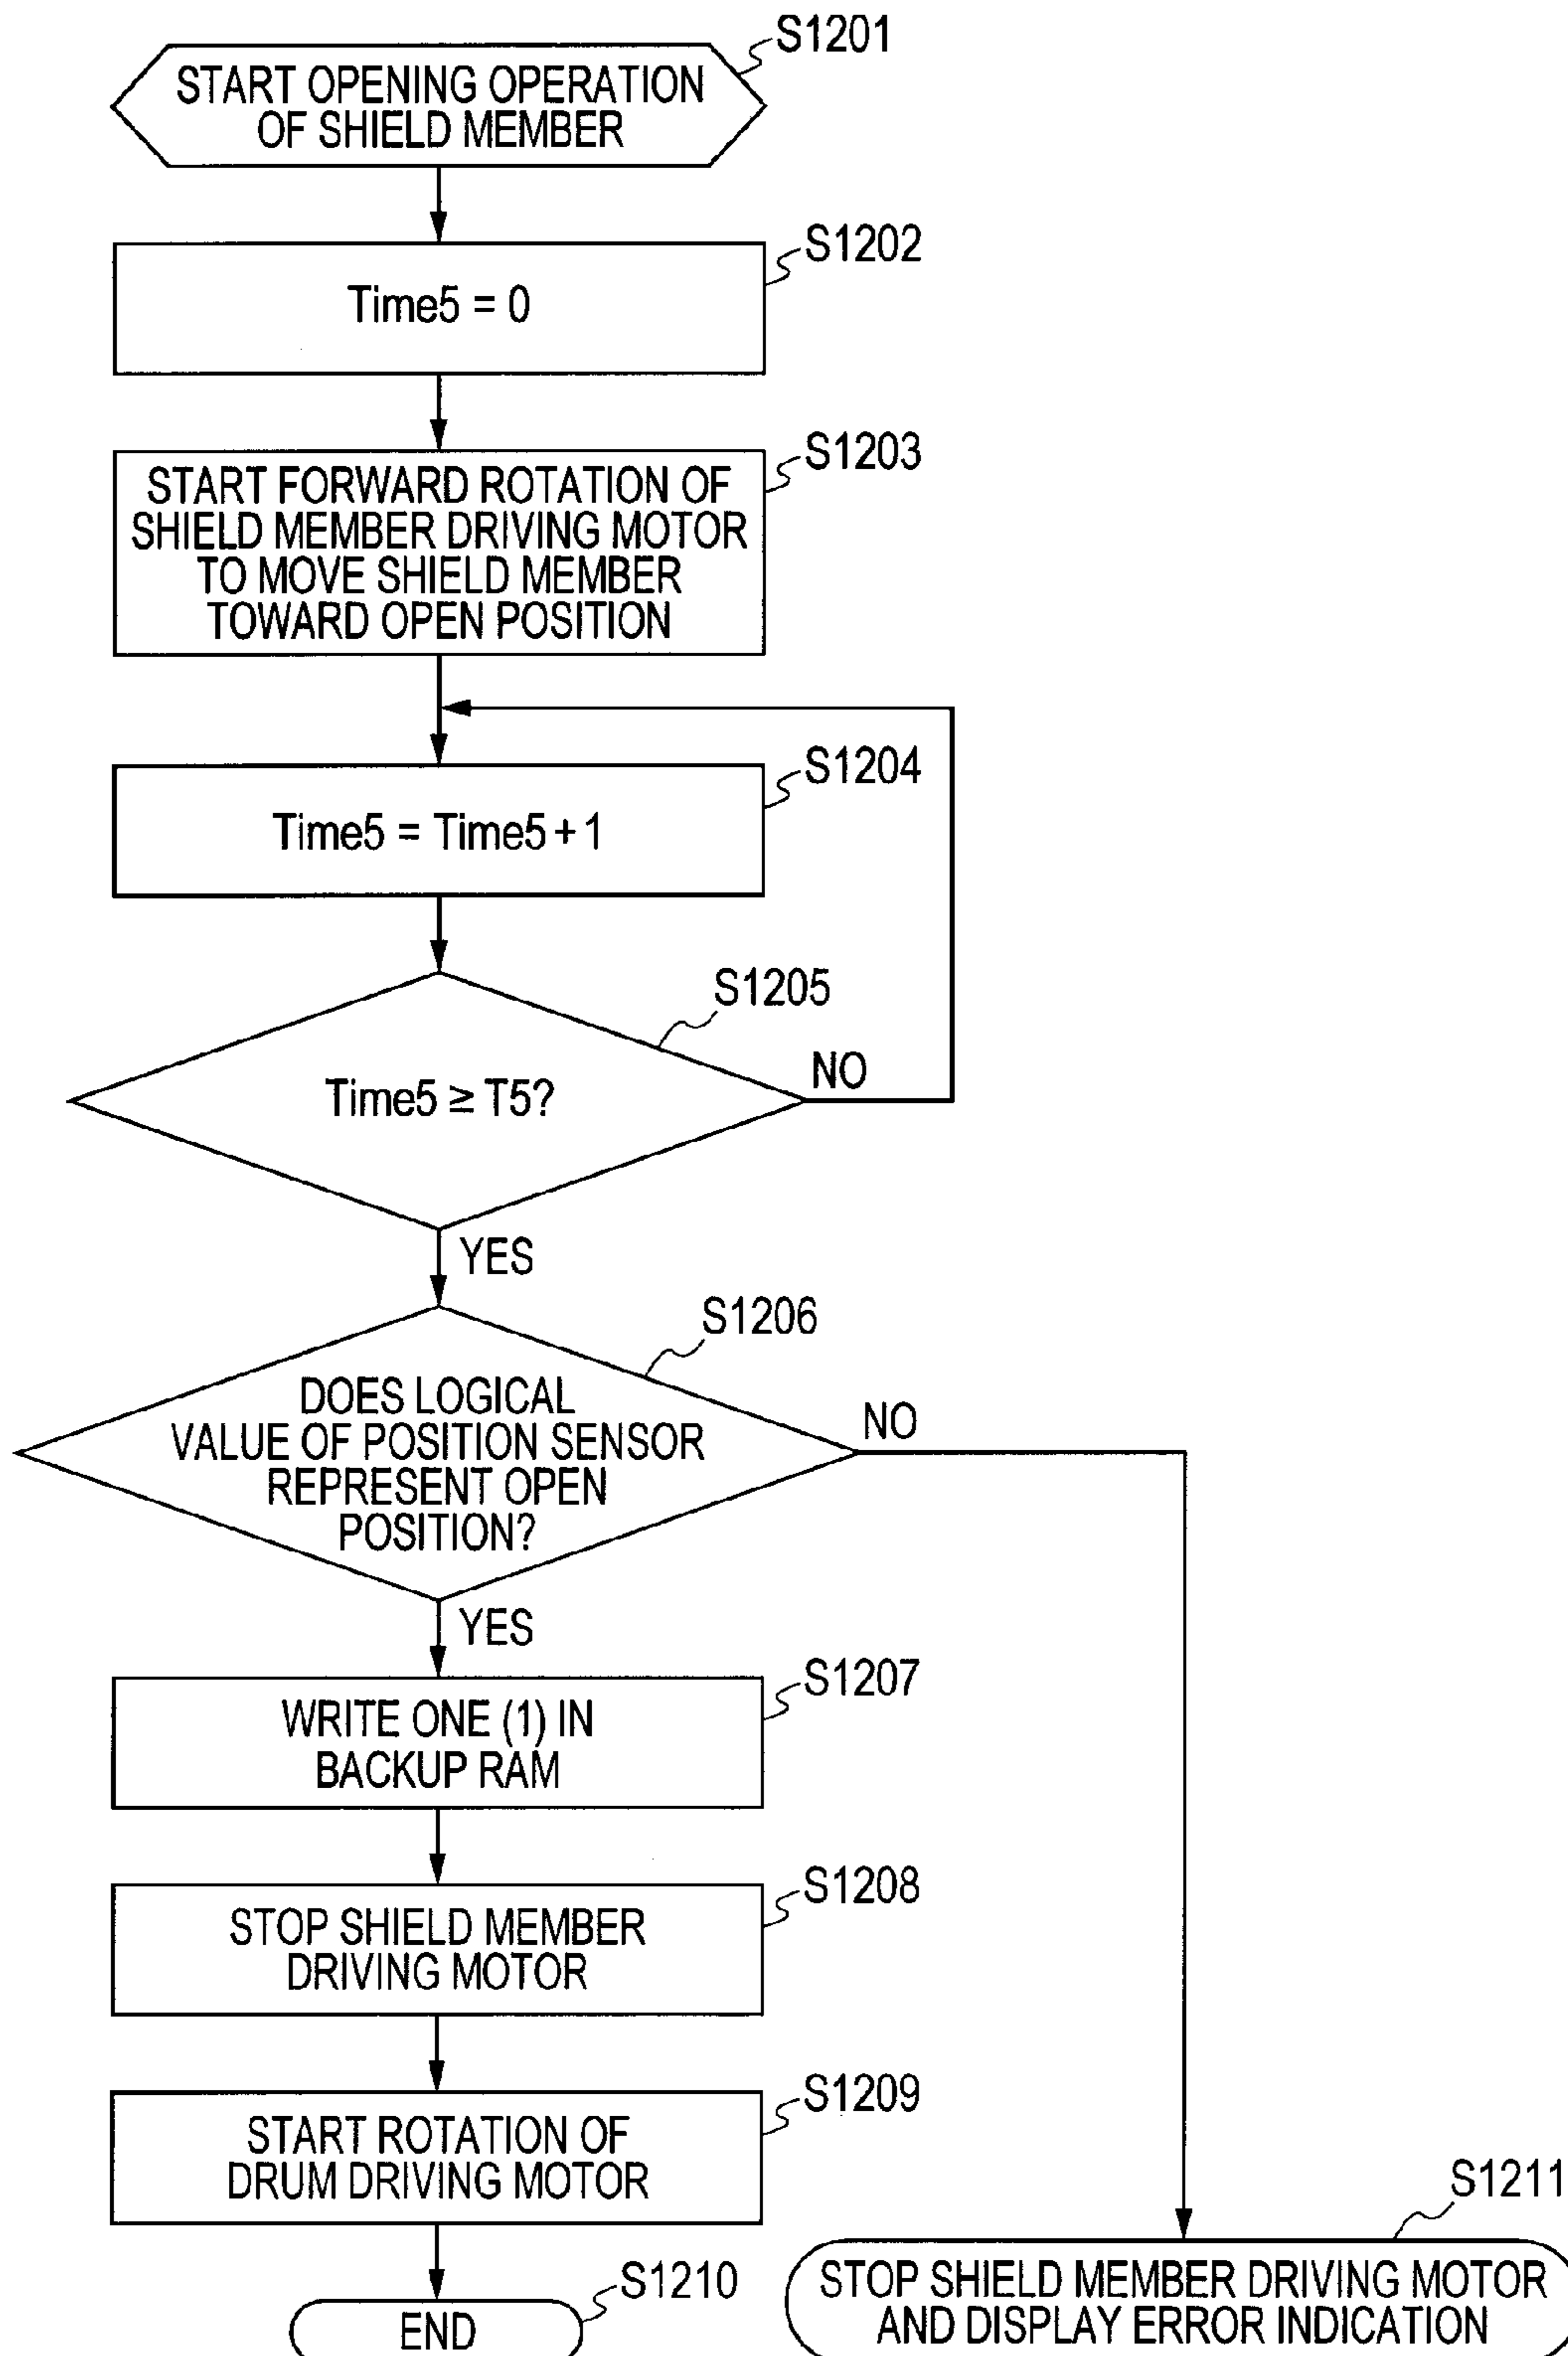 S1201
START OPENING OPERATION
OF SHIELD MEMBER
S1202
Time5 = 0
S1203
START FORWARD ROTATION OF
SHIELD MEMBER DRIVING MOTOR
TO MOVE SHIELD MEMBER
TOWARD OPEN POSITION
S1204
Time5 = Time5 + 1
S1205
Time5 ≥ T5?
NO
YES
S1206
DOES LOGICAL
VALUE OF POSITION SENSOR
REPRESENT OPEN
POSITION?
NO
YES
S1207
WRITE ONE (1) IN
BACKUP RAM
S1208
STOP SHIELD MEMBER
DRIVING MOTOR
S1209
START ROTATION OF
DRUM DRIVING MOTOR
S1210
END
S1211
STOP SHIELD MEMBER DRIVING MOTOR
AND DISPLAY ERROR INDICATION